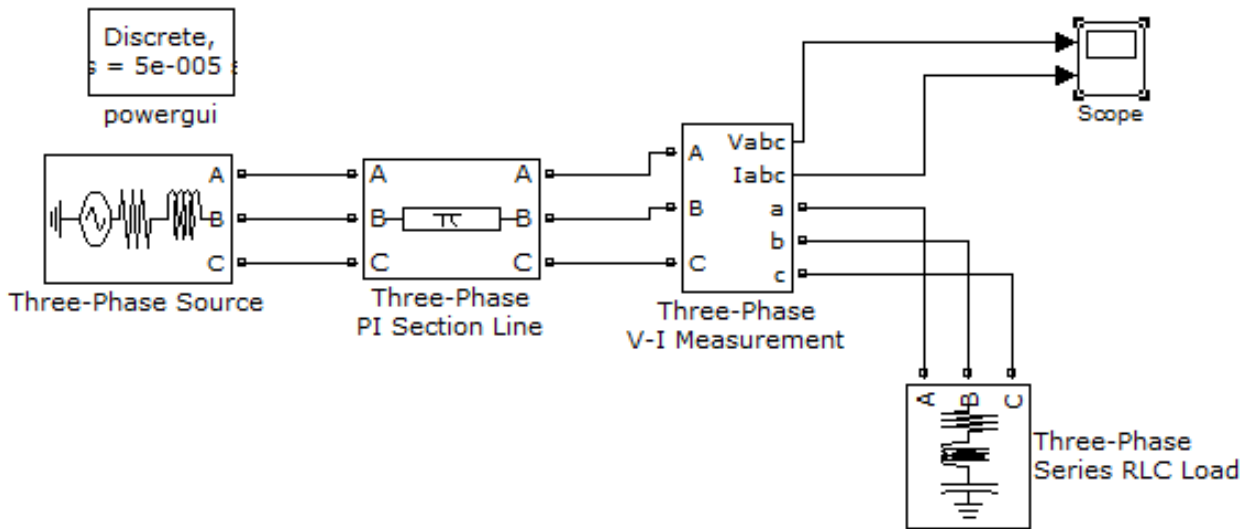 Discrete,
s = 5e-005 s
powergui
Vabc
Iabc
a
b
c
A
B
C
Scope
A
B
C
Three-Phase Source
A
B
C
A
B
C
Three-Phase
PI Section Line
Three-Phase
V-I Measurement
A
B
C
Three-Phase
Series RLC Load